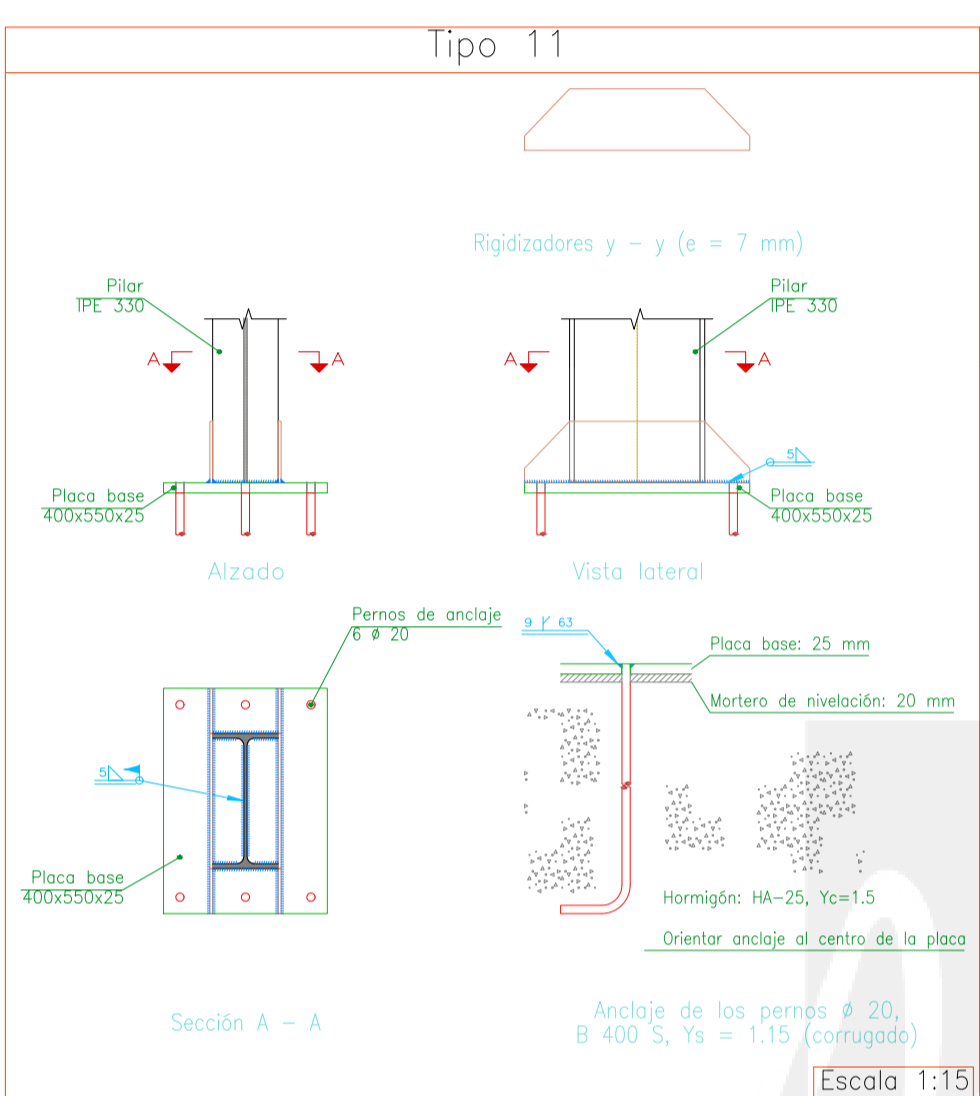 Tipo 11
Rigidizadores y - y (e = 7 mm)
Pilar
IPE 330
Pilar
IPE 330
A
A
A
A
5
Placa base
400x550x25
Placa base
400x550x25
Alzado
Vista lateral
Pernos de anclaje
6 ø 20
9
63
Placa base: 25 mm
Mortero de nivelación: 20 mm
5
Placa base
400x550x25
Hormigón: HA-25, Yc=1.5
Orientar anclaje al centro de la placa
Sección A - A
Anclaje de los pernos ø 20,
B 400 S, Ys = 1.15 (corrugado)
Escala 1:15